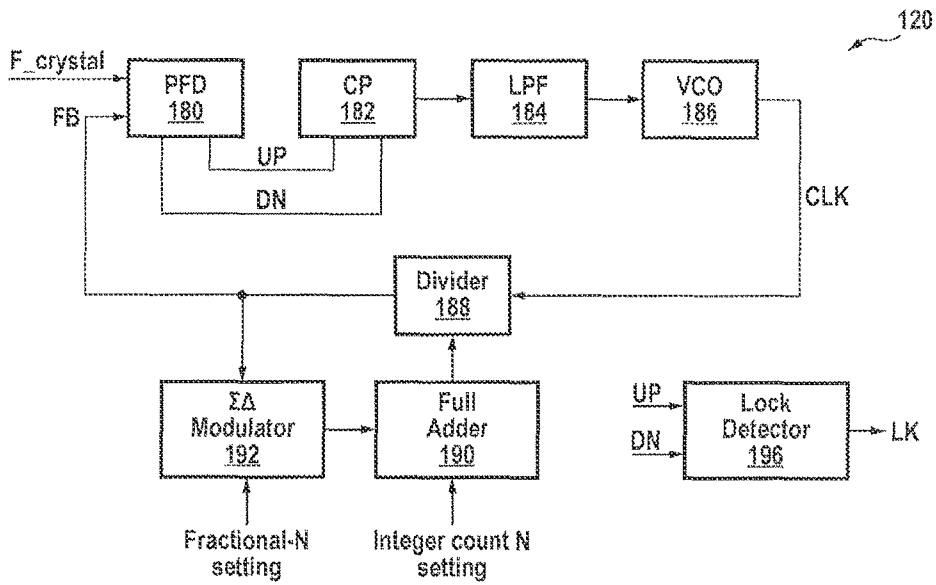 120
F_crystal
FB
PFD
180
CP
182
LPF
184
VCO
186
UP
DN
CLK
Divider
188
ΣΔ
Modulator
192
Full
Adder
190
UP
DN
Lock
Detector
196
LK
Fractional-N
setting
Integer count N
setting